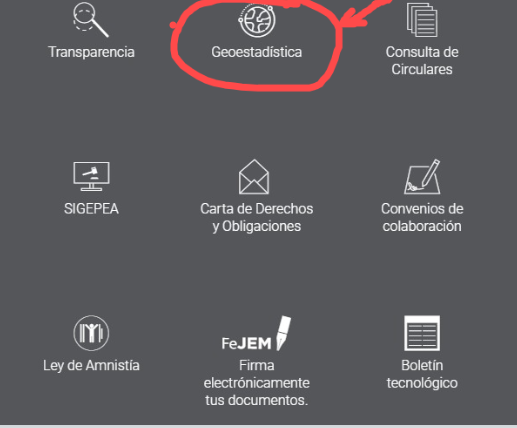 Transparencia
Geoestadística
Consulta de
Circulares
SIGEPEA
Carta de Derechos
y Obligaciones
Convenios de
colaboración
Ley de Amnistía
FeJEM
Firma
electrónicamente
tus documentos.
Boletín
tecnológico